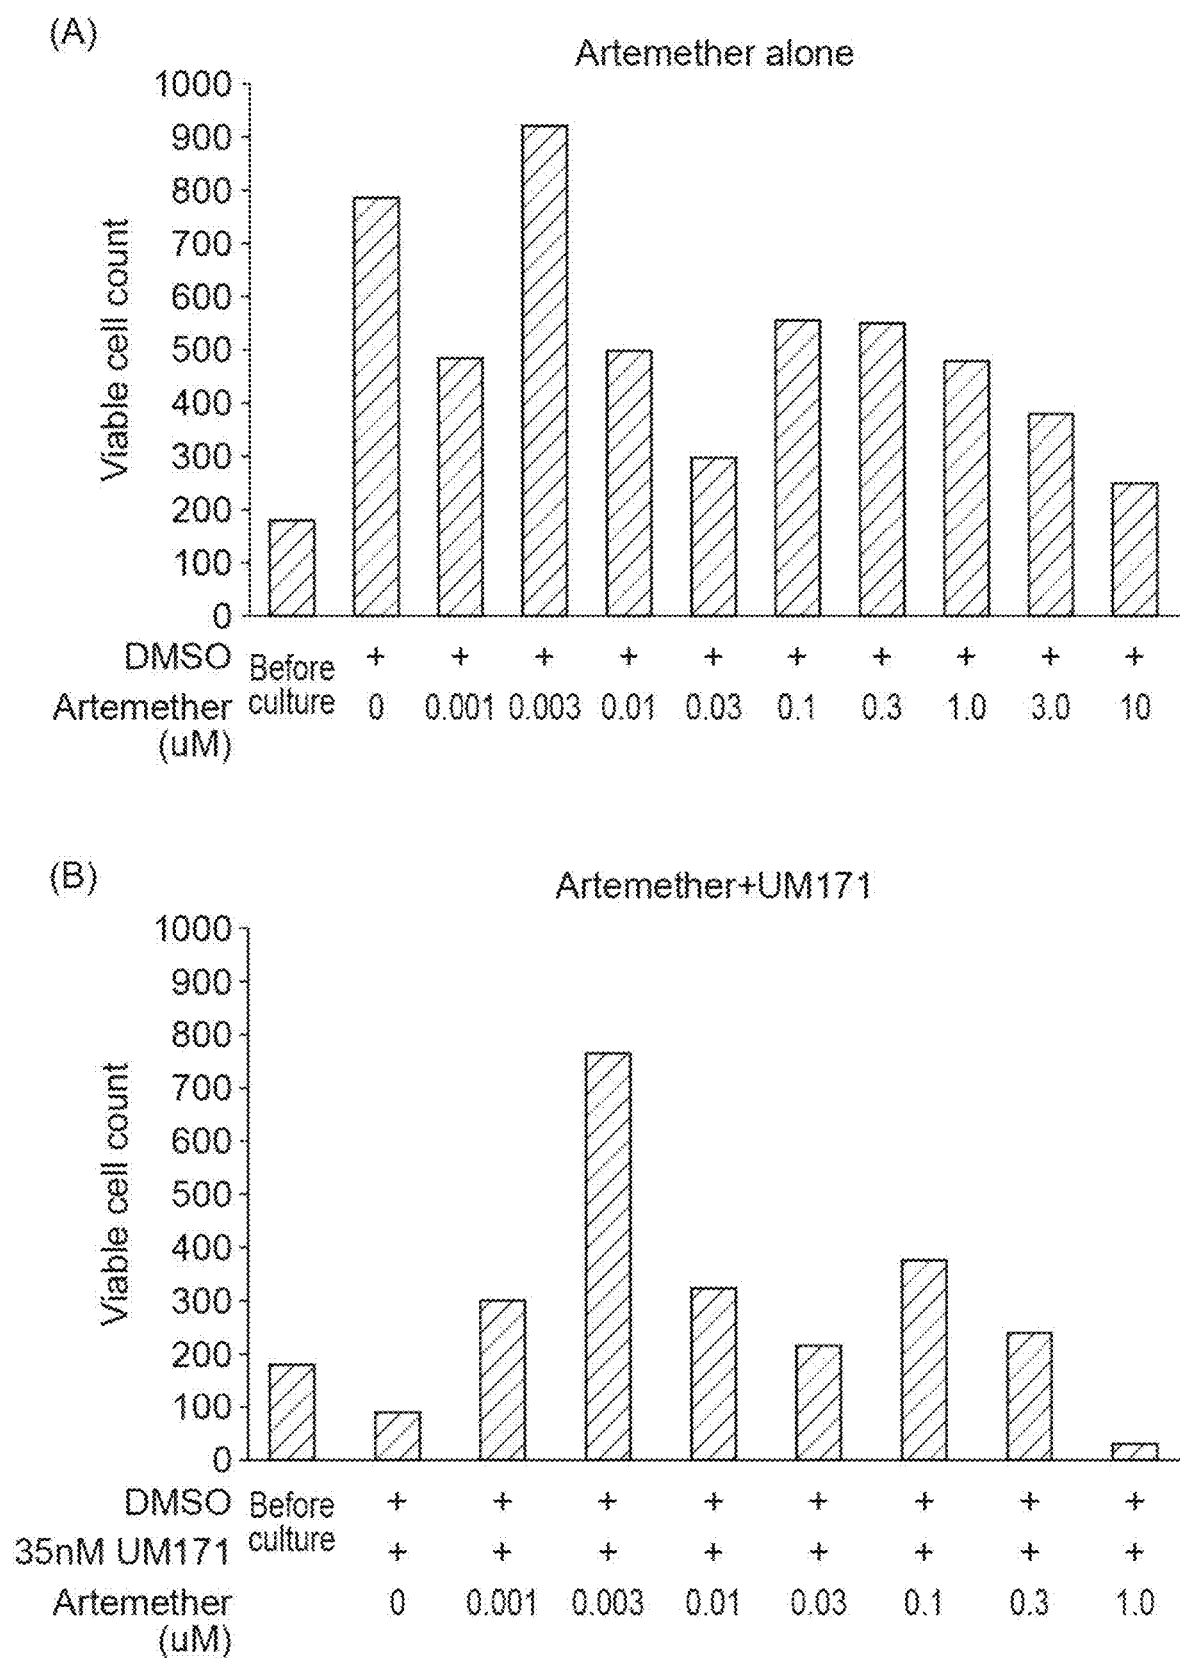 (A)
Artemether alone
1000
900
800
700
600
500
400
300
200
100
0
Viable cell count
DMSO Before culture + + + + + + + + + +
Artemether (uM) 0 0.001 0.003 0.01 0.03 0.1 0.3 1.0 3.0 10
(B)
Artemether+UM171
1000
900
800
700
600
500
400
300
200
100
0
Viable cell count
DMSO Before culture + + + + + + + +
35nM UM171 + + + + + + + +
Artemether (uM) 0 0.001 0.003 0.01 0.03 0.1 0.3 1.0